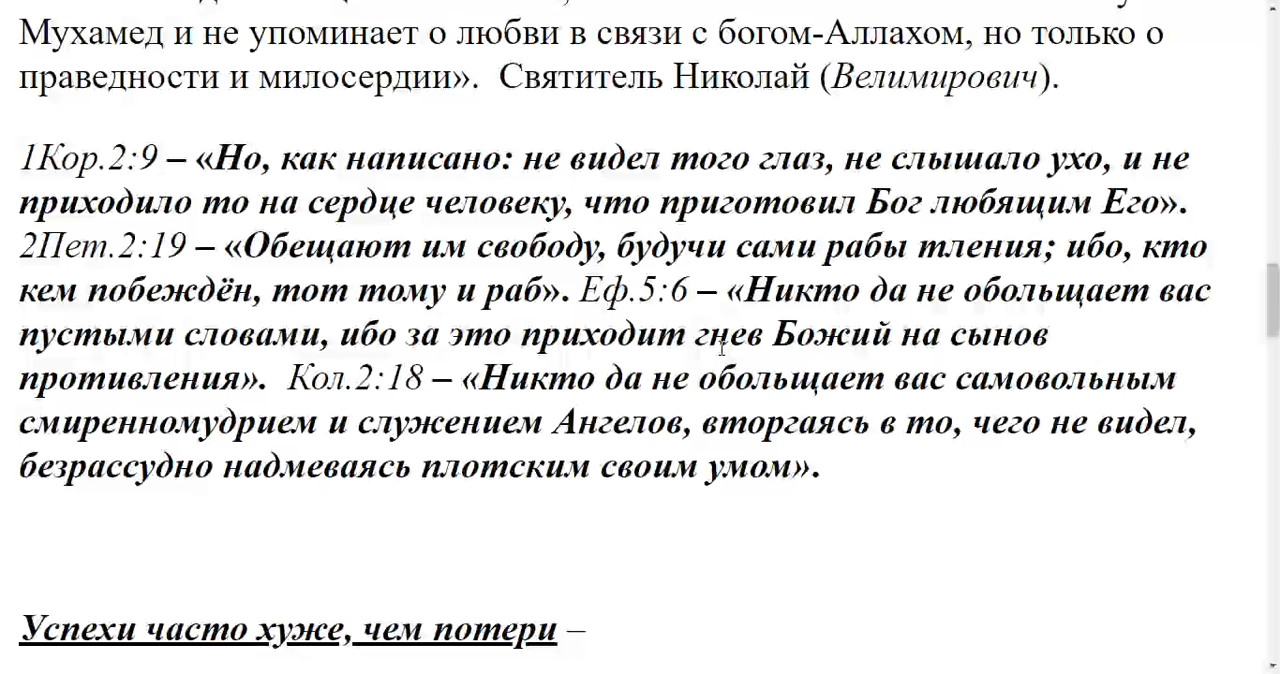 Мухамед и не упоминает о любви в связи с богом-Аллахом, но только о
праведности и милосердии».  Святитель Николай (Велимирович).
1Кор.2:9 – «Но, как написано: не видел того глаз, не слышало ухо, и не
приходило то на сердце человеку, что приготовил Бог любящим Его».
2Пет.2:19 – «Обещают им свободу, будучи сами рабы тления; ибо, кто
кем побеждён, тот тому и раб». Еф.5:6 – «Никто да не обольщает вас
пустыми словами, ибо за это приходит гнев Божий на сынов
противления».  Кол.2:18 – «Никто да не обольщает вас самовольным
смиренномудрием и служением Ангелов, вторгаясь в то, чего не видел,
безрассудно надмеваясь плотским своим умом».
Успехи часто хуже, чем потери –